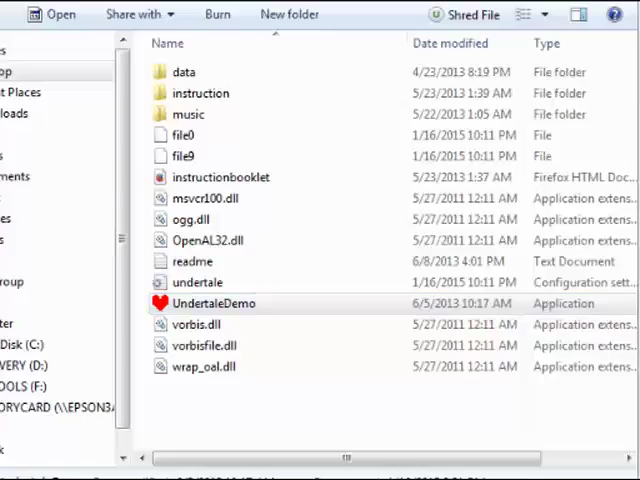 Open Share with Burn New folder Shred File
Name Date modified Type
data 4/23/2013 8:19 PM File folder
op
instruction 5/23/2013 1:39 AM File folder
t Places
music 5/22/2013 1:05 AM File folder
loads
file0 1/16/2015 10:11 PM File
file9 1/16/2015 10:11 PM File
ments
instructionbooklet 5/23/2013 1:37 AM Firefox HTML Doc...
msvcr100.dll 5/27/2011 12:11 AM Application extens...
es
ogg.dll 5/27/2011 12:11 AM Application extens...
s
OpenAL32.dll 5/27/2011 12:11 AM Application extens...
readme 6/8/2013 4:01 PM Text Document
roup
undertale 1/16/2015 10:11 PM Configuration sett...
UndertaleDemo 6/5/2013 10:17 AM Application
ter
vorbis.dll 5/27/2011 12:11 AM Application extens...
Disk (C:)
vorbisfile.dll 5/27/2011 12:11 AM Application extens...
VERY (D:)
wrap_oal.dll 5/27/2011 12:11 AM Application extens...
OOLS (F:)
ORYCARD (\\EPSON3A
k